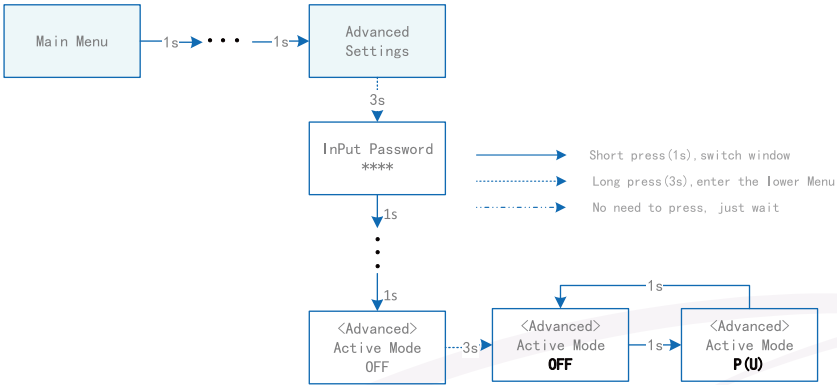 Main Menu
1s
1s
Advanced
Settings
3s
InPut Password
****
Short press(1s), switch window
Long press(3s), enter the lower Menu
No need to press, just wait
1s
1s
1s
<Advanced>
Active Mode
OFF
3s
<Advanced>
Active Mode
OFF
1s
<Advanced>
Active Mode
P(U)